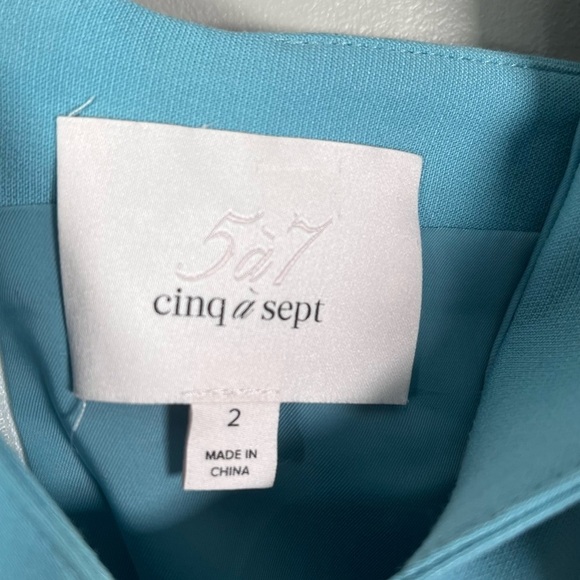 5à7
cinq à sept
2
MADE IN
CHINA